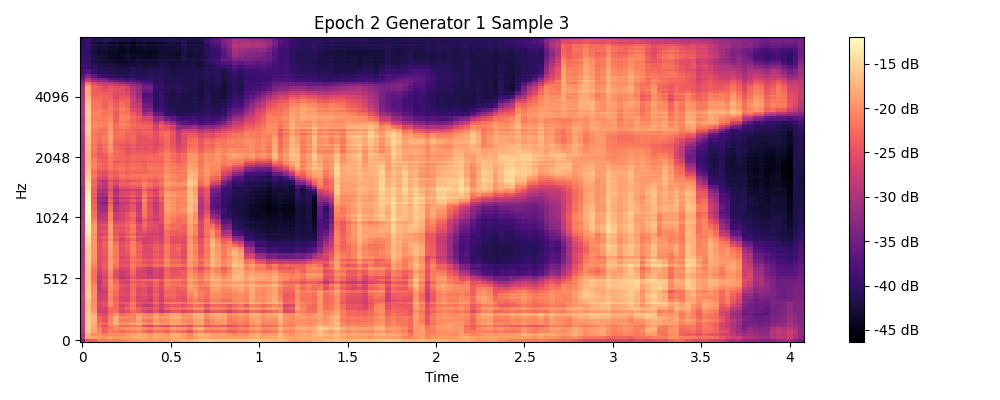 Epoch 2 Generator 1 Sample 3
Hz
4096
2048
1024
512
0
0 0.5 1 1.5 2 2.5 3 3.5 4
Time
-15 dB
-20 dB
-25 dB
-30 dB
-35 dB
-40 dB
-45 dB